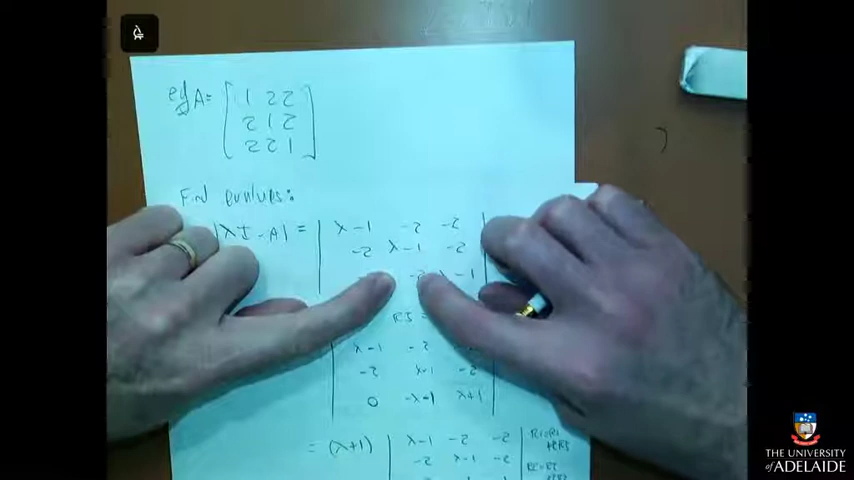 eg A = [ 1 2 2
2 1 2
2 2 1 ]
Find evalues:
|λI-A| = | λ-1 -2 -2
-2 λ-1 -2
-2 λ-1 |
R3
λ-1 -2
-2 λ-1 -2
0 -λ-1 λ+1
= (λ+1) | λ-1 -2 -2
-2 λ-1 -2
THE UNIVERSITY
of ADELAIDE